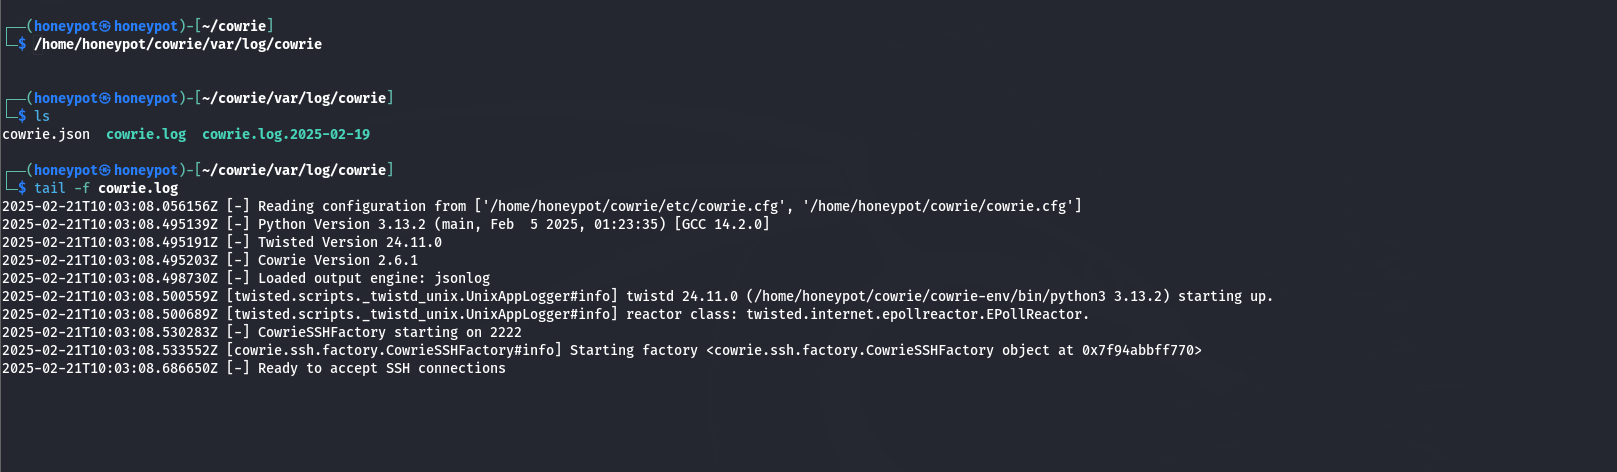 ┌──(honeypot㉿honeypot)-[~/cowrie]
└─$ /home/honeypot/cowrie/var/log/cowrie
┌──(honeypot㉿honeypot)-[~/cowrie/var/log/cowrie]
└─$ ls
cowrie.json  cowrie.log  cowrie.log.2025-02-19
┌──(honeypot㉿honeypot)-[~/cowrie/var/log/cowrie]
└─$ tail -f cowrie.log
2025-02-21T10:03:08.056156Z [-] Reading configuration from ['/home/honeypot/cowrie/etc/cowrie.cfg', '/home/honeypot/cowrie/cowrie.cfg']
2025-02-21T10:03:08.495139Z [-] Python Version 3.13.2 (main, Feb  5 2025, 01:23:35) [GCC 14.2.0]
2025-02-21T10:03:08.495191Z [-] Twisted Version 24.11.0
2025-02-21T10:03:08.495203Z [-] Cowrie Version 2.6.1
2025-02-21T10:03:08.498730Z [-] Loaded output engine: jsonlog
2025-02-21T10:03:08.500559Z [twisted.scripts._twistd_unix.UnixAppLogger#info] twistd 24.11.0 (/home/honeypot/cowrie/cowrie-env/bin/python3 3.13.2) starting up.
2025-02-21T10:03:08.500689Z [twisted.scripts._twistd_unix.UnixAppLogger#info] reactor class: twisted.internet.epollreactor.EPollReactor.
2025-02-21T10:03:08.530283Z [-] CowrieSSHFactory starting on 2222
2025-02-21T10:03:08.533552Z [cowrie.ssh.factory.CowrieSSHFactory#info] Starting factory <cowrie.ssh.factory.CowrieSSHFactory object at 0x7f94abbff770>
2025-02-21T10:03:08.686650Z [-] Ready to accept SSH connections